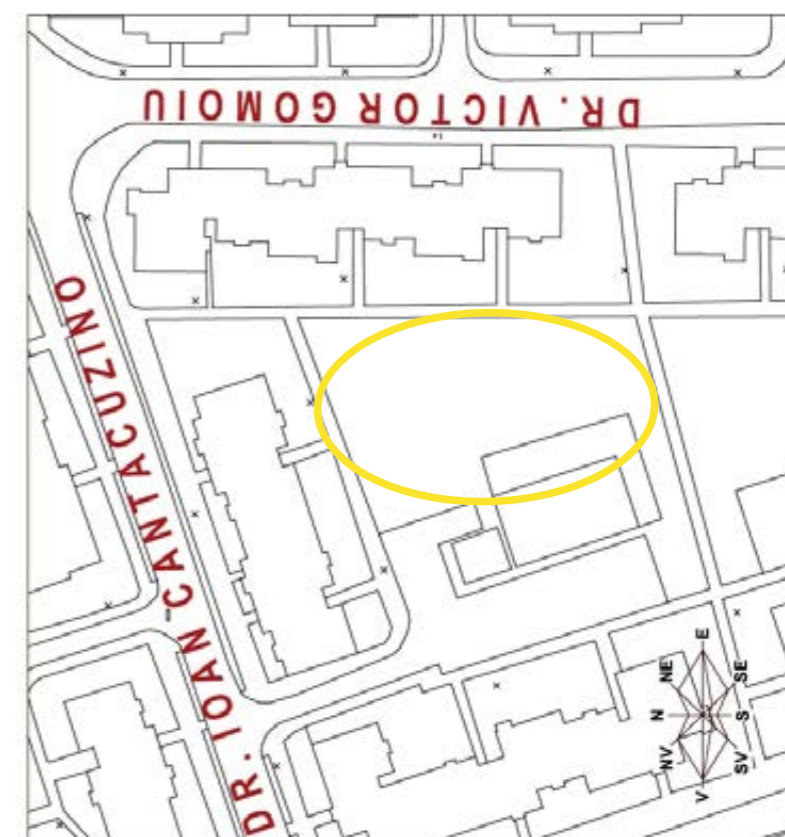 DR. VICTOR GOMOIU
DR. IOAN CANTACUZINO
E
NE
SE
N
S
NV
SV
V